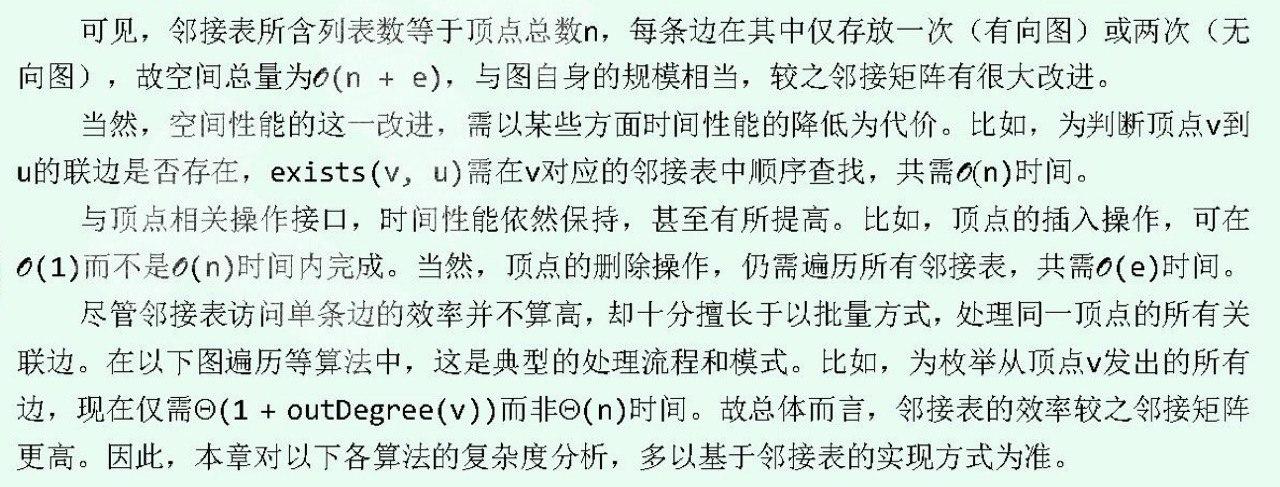 可见，邻接表所含列表数等于顶点总数n，每条边在其中仅存放一次（有向图）或两次（无
向图），故空间总量为O(n + e)，与图自身的规模相当，较之邻接矩阵有很大改进。
当然，空间性能的这一改进，需以某些方面时间性能的降低为代价。比如，为判断顶点v到
u的联边是否存在，exists(v, u)需在v对应的邻接表中顺序查找，共需O(n)时间。
与顶点相关操作接口，时间性能依然保持，甚至有所提高。比如，顶点的插入操作，可在
O(1)而不是O(n)时间内完成。当然，顶点的删除操作，仍需遍历所有邻接表，共需O(e)时间。
尽管邻接表访问单条边的效率并不算高，却十分擅长于以批量方式，处理同一顶点的所有关
联边。在以下图遍历等算法中，这是典型的处理流程和模式。比如，为枚举从顶点v发出的所有
边，现在仅需Θ(1 + outDegree(v))而非Θ(n)时间。故总体而言，邻接表的效率较之邻接矩阵
更高。因此，本章对以下各算法的复杂度分析，多以基于邻接表的实现方式为准。